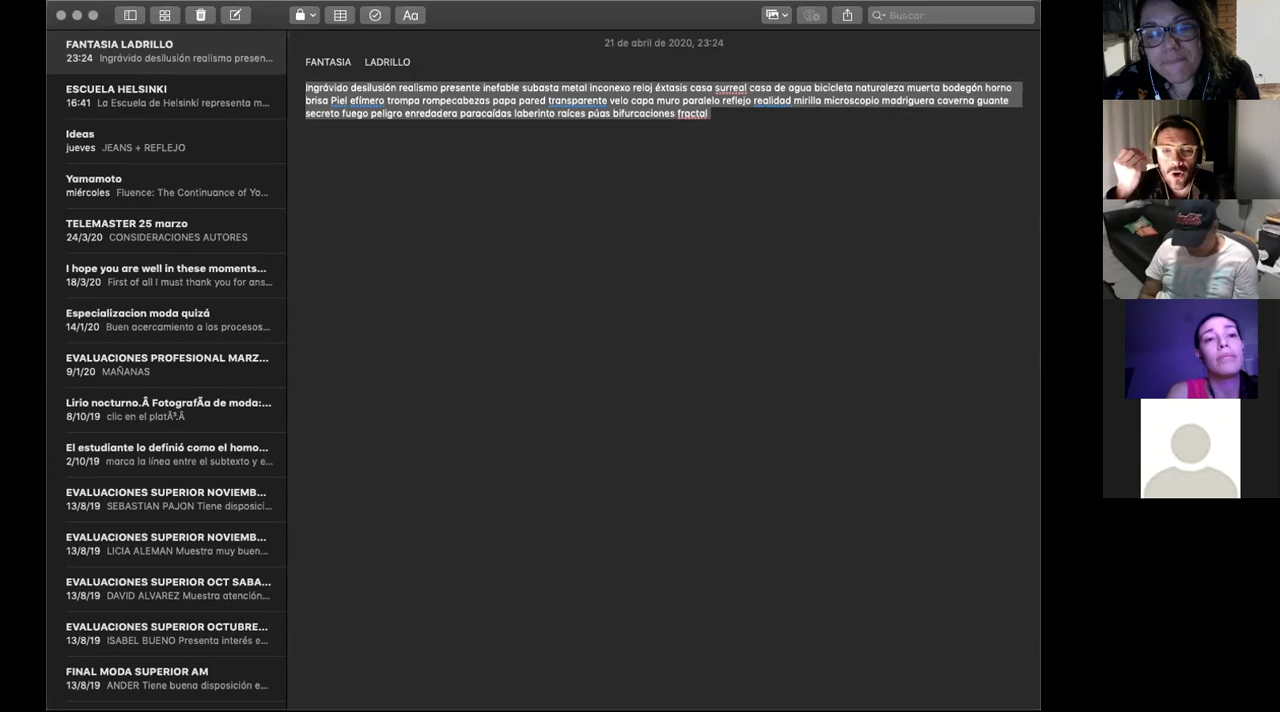 Aa
Buscar
FANTASIA LADRILLO
23:24 Ingrávido desilusión realismo presen...
ESCUELA HELSINKI
16:41 La Escuela de Helsinki representa m...
Ideas
jueves JEANS + REFLEJO
Yamamoto
miércoles Fluence: The Continuance of Yo...
TELEMASTER 25 marzo
24/3/20 CONSIDERACIONES AUTORES
I hope you are well in these moments...
18/3/20 First of all I must thank you for ans...
Especializacion moda quizá
14/1/20 Buen acercamiento a los procesos...
EVALUACIONES PROFESIONAL MARZ...
9/1/20 MAÑANAS
Lirio nocturno.Â FotografÃa de moda:...
8/10/19 clic en el platÃ³.Â
El estudiante lo definió como el homo...
2/10/19 marca la línea entre el subtexto y e...
EVALUACIONES SUPERIOR NOVIEMB...
13/8/19 SEBASTIAN PAJON Tiene disposici...
EVALUACIONES SUPERIOR NOVIEMB...
13/8/19 LICIA ALEMAN Muestra muy buen...
EVALUACIONES SUPERIOR OCT SABA...
13/8/19 DAVID ALVAREZ Muestra atención...
EVALUACIONES SUPERIOR OCTUBRE...
13/8/19 ISABEL BUENO Presenta interés e...
FINAL MODA SUPERIOR AM
13/8/19 ANDER Tiene buena disposición e...
21 de abril de 2020, 23:24
FANTASIA LADRILLO
Ingrávido desilusión realismo presente inefable subasta metal inconexo reloj éxtasis casa surreal casa de agua bicicleta naturaleza muerta bodegón horno
brisa Piel efímero trompa rompecabezas papa pared transparente velo capa muro paralelo reflejo realidad mirilla microscopio madriguera caverna guante
secreto fuego peligro enredadera paracaídas laberinto raíces púas bifurcaciones fractal